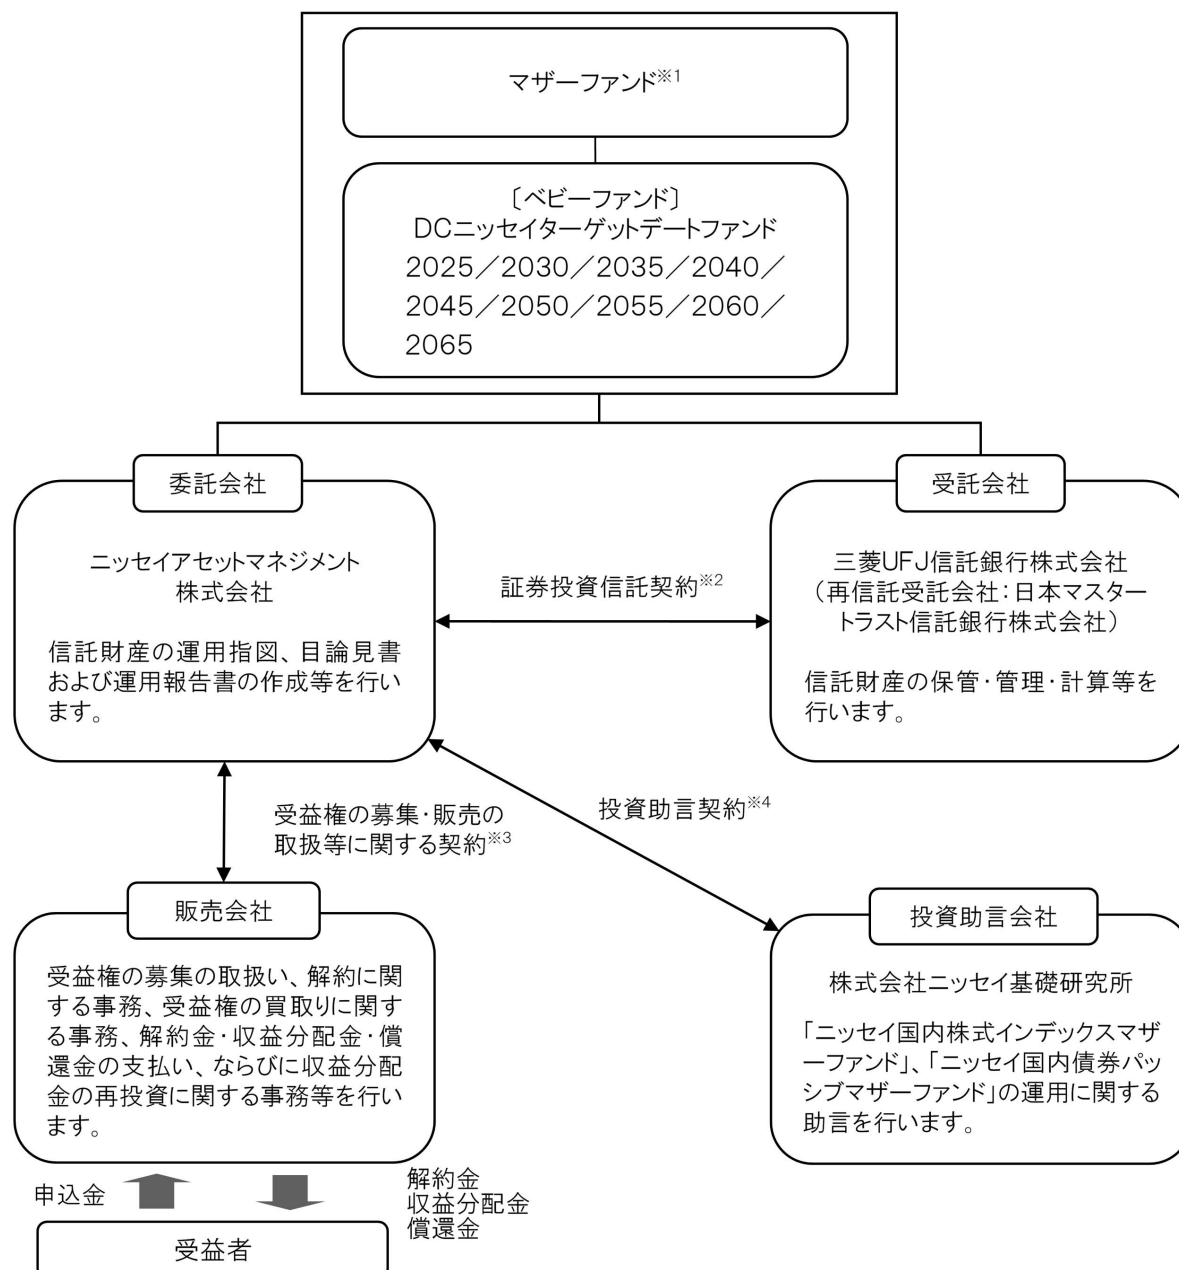 マザーファンド※1
〔ベビーファンド〕
DCニッセイターゲットデートファンド
2025／2030／2035／2040／
2045／2050／2055／2060／
2065
委託会社
ニッセイアセットマネジメント
株式会社
信託財産の運用指図、目論見書
および運用報告書の作成等を行い
ます。
証券投資信託契約※2
受託会社
三菱UFJ信託銀行株式会社
（再信託受託会社：日本マスター
トラスト信託銀行株式会社）
信託財産の保管・管理・計算等を
行います。
受益権の募集・販売の
取扱等に関する契約※3
投資助言契約※4
販売会社
受益権の募集の取扱い、解約に関
する事務、受益権の買取りに関す
る事務、解約金・収益分配金・償
還金の支払い、ならびに収益分配
金の再投資に関する事務等を行い
ます。
投資助言会社
株式会社ニッセイ基礎研究所
「ニッセイ国内株式インデックスマザ
ーファンド」、「ニッセイ国内債券パッ
シブマザーファンド」の運用に関する
助言を行います。
申込金
解約金
収益分配金
償還金
受益者